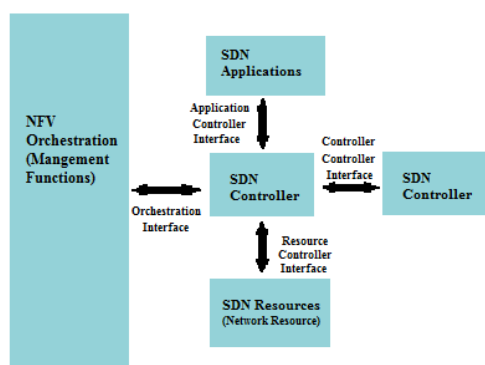 SDN
Applications
NFV
Orchestration
(Mangement
Functions)
Application
Controller
Interface
Controller
Controller
Interface
SDN
Controller
SDN
Controller
Orchestration
Interface
Resource
Controller
Interface
SDN Resources
(Network Resource)